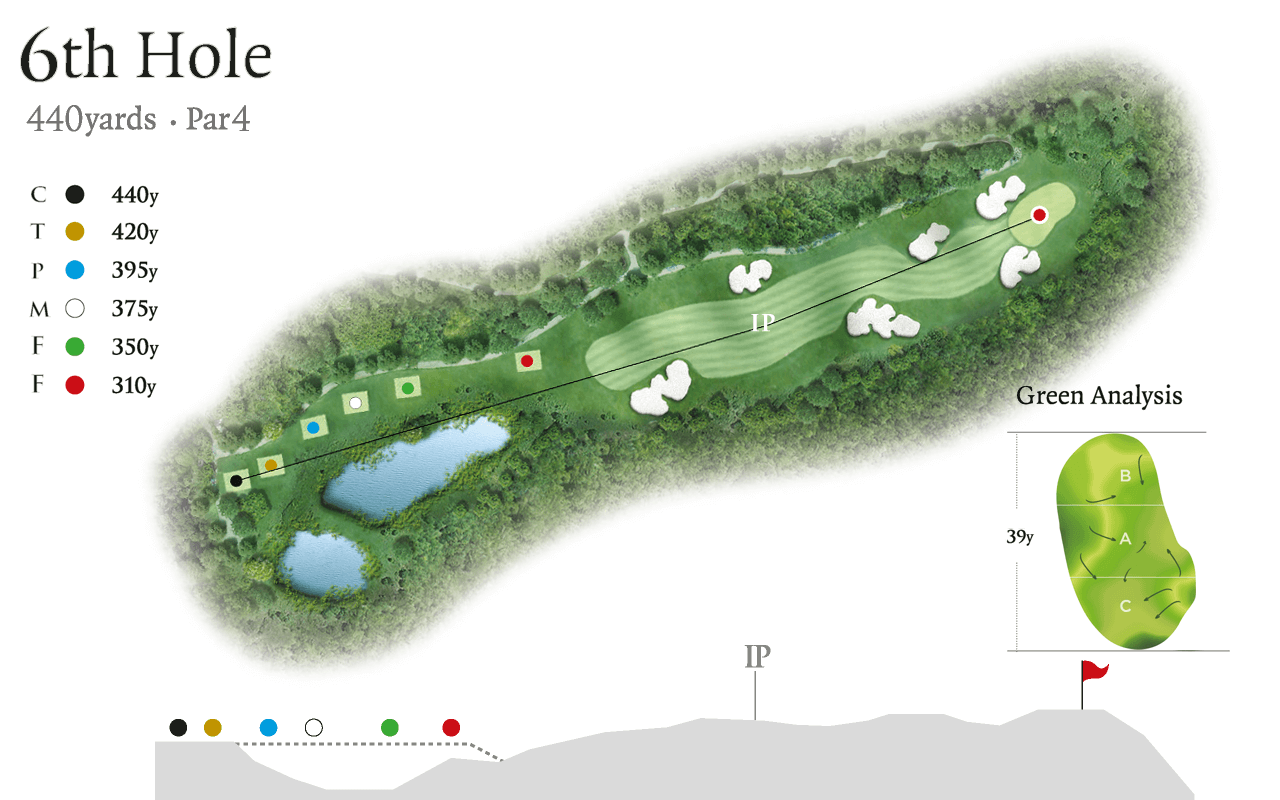 6th Hole
440yards · Par4
C 440y
T 420y
P 395y
M 375y
F 350y
F 310y
IP
Green Analysis
B
39y
A
C
IP